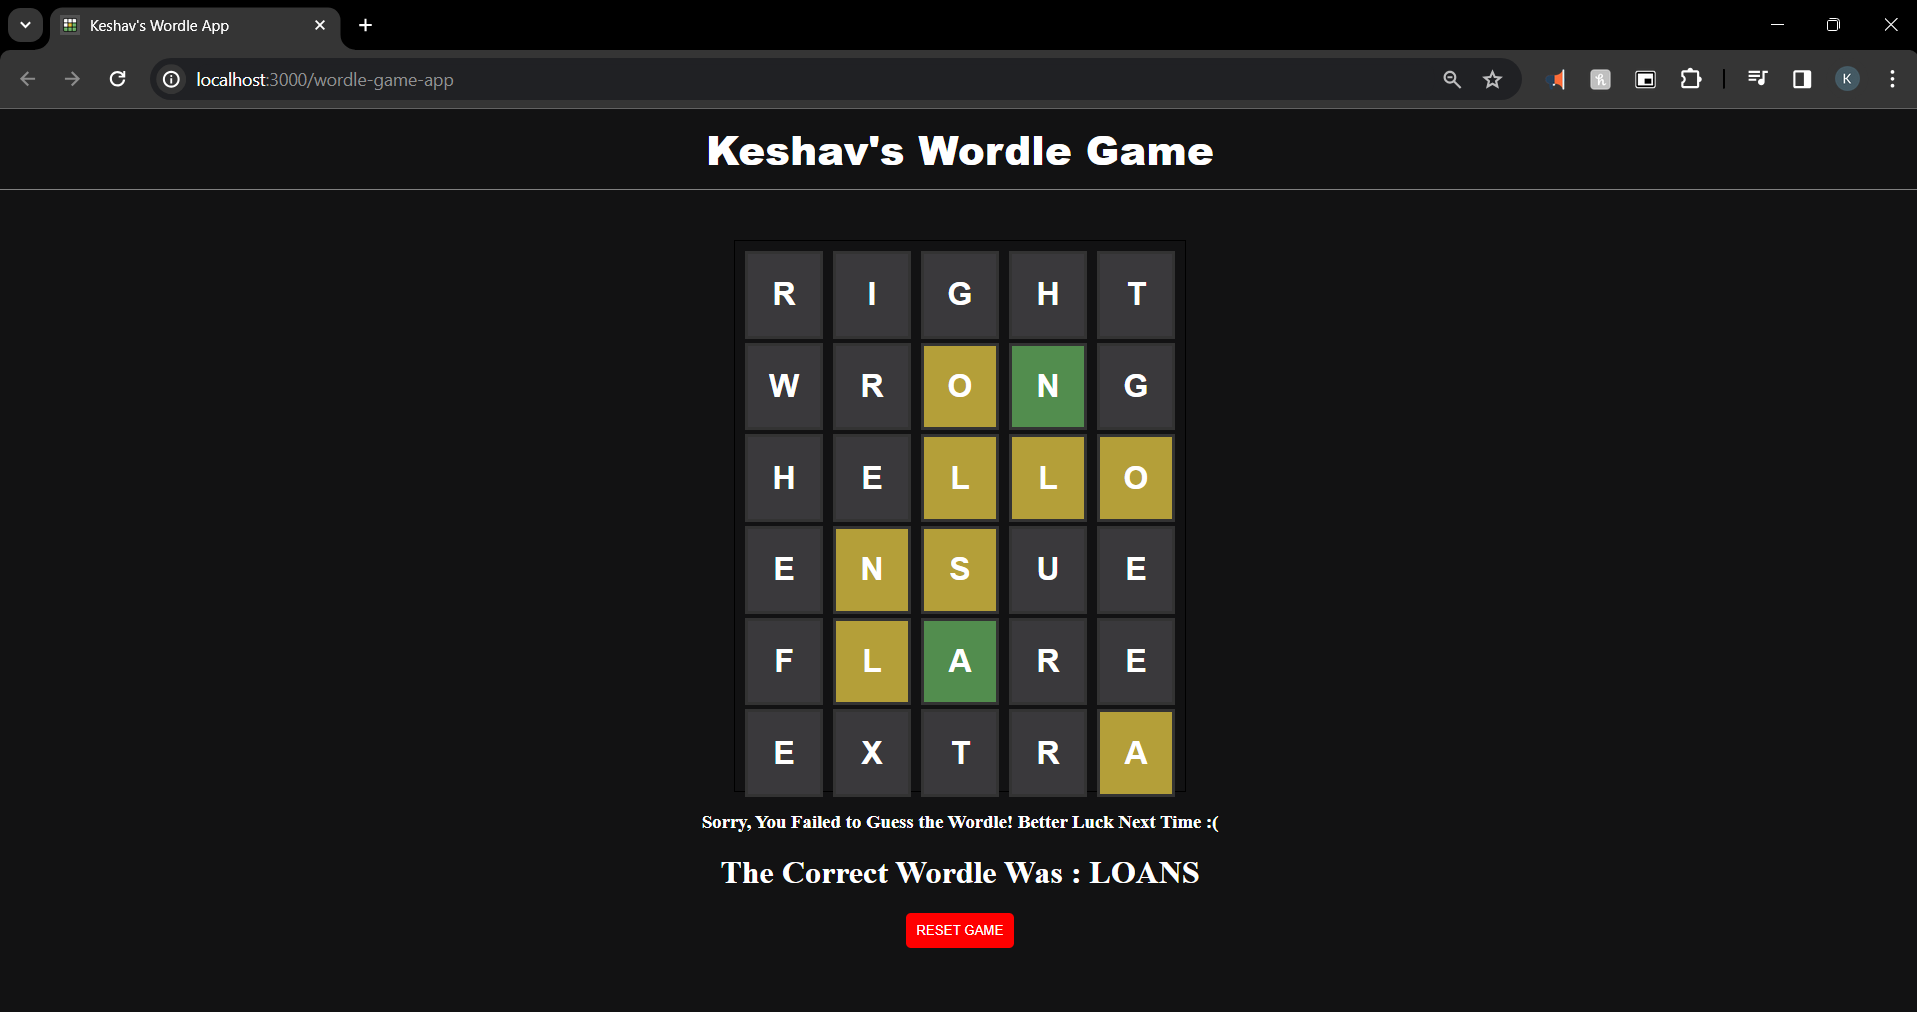 Keshav's Wordle App
localhost:3000/wordle-game-app
K
Keshav's Wordle Game
R I G H T
W R O N G
H E L L O
E N S U E
F L A R E
E X T R A
Sorry, You Failed to Guess the Wordle! Better Luck Next Time :(
The Correct Wordle Was : LOANS
RESET GAME